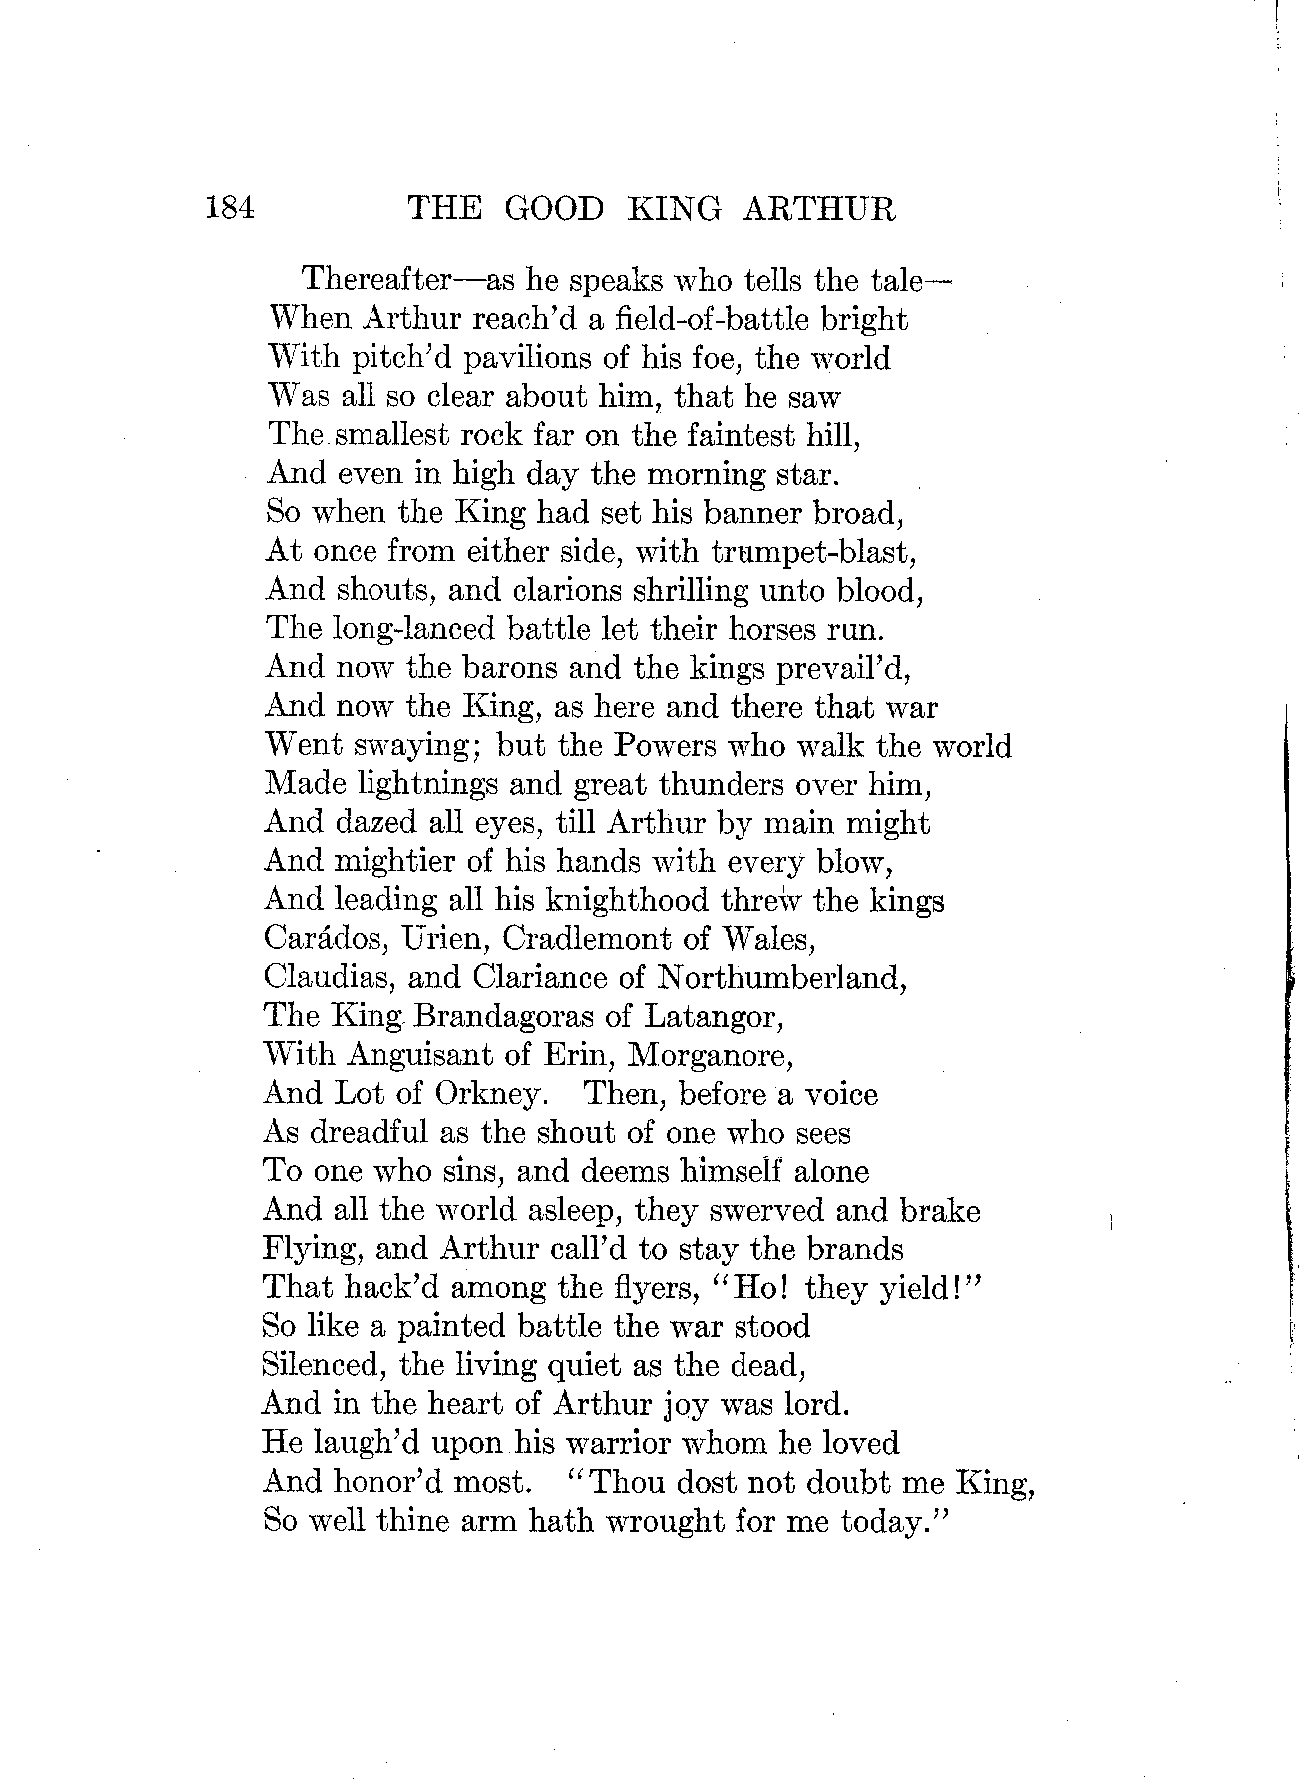 184 THE GOOD KING ARTHUR
Thereafter—as he speaks who tells the tale—
When Arthur reach'd a field-of-battle bright
With pitch'd pavilions of his foe, the world
Was all so clear about him, that he saw
The smallest rock far on the faintest hill,
And even in high day the morning star.
So when the King had set his banner broad,
At once from either side, with trumpet-blast,
And shouts, and clarions shrilling unto blood,
The long-lanced battle let their horses run.
And now the barons and the kings prevail'd,
And now the King, as here and there that war
Went swaying; but the Powers who walk the world
Made lightnings and great thunders over him,
And dazed all eyes, till Arthur by main might
And mightier of his hands with every blow,
And leading all his knighthood threw the kings
Carádos, Urien, Cradlemont of Wales,
Claudias, and Clariance of Northumberland,
The King Brandagoras of Latangor,
With Anguisant of Erin, Morganore,
And Lot of Orkney. Then, before a voice
As dreadful as the shout of one who sees
To one who sins, and deems himself alone
And all the world asleep, they swerved and brake
Flying, and Arthur call'd to stay the brands
That hack'd among the flyers, "Ho! they yield!"
So like a painted battle the war stood
Silenced, the living quiet as the dead,
And in the heart of Arthur joy was lord.
He laugh'd upon his warrior whom he loved
And honor'd most. "Thou dost not doubt me King,
So well thine arm hath wrought for me today."